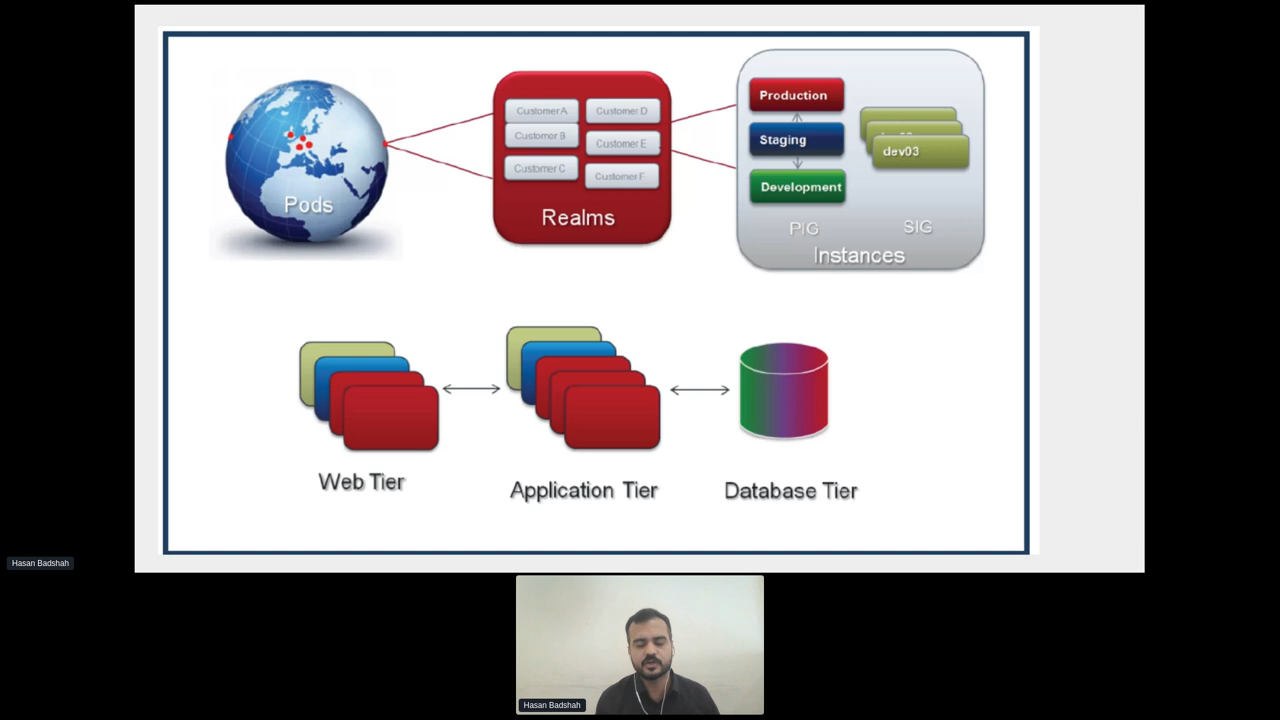 Pods
Customer A
Customer B
Customer C
Customer D
Customer E
Customer F
Realms
Production
Staging
Development
dev03
PIG
SIG
Instances
Web Tier
Application Tier
Database Tier
Hasan Badshah
Hasan Badshah